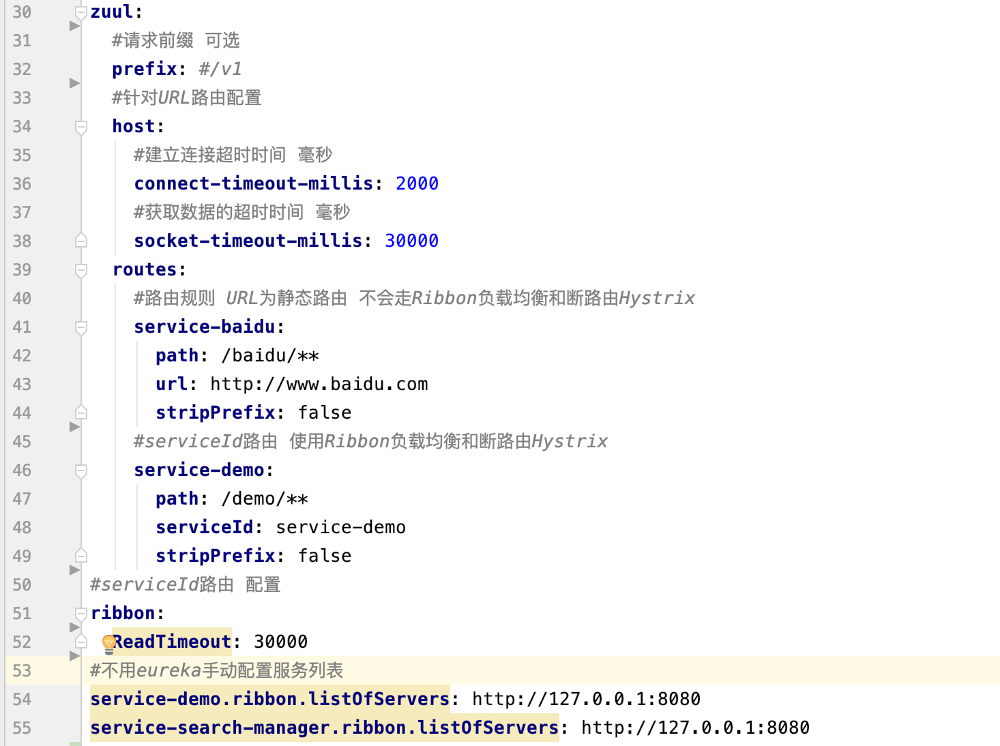 30 zuul:
31   #请求前缀 可选
32   prefix: #/v1
33   #针对URL路由配置
34   host:
35     #建立连接超时时间 毫秒
36     connect-timeout-millis: 2000
37     #获取数据的超时时间 毫秒
38     socket-timeout-millis: 30000
39   routes:
40     #路由规则 URL为静态路由 不会走Ribbon负载均衡和断路由Hystrix
41     service-baidu:
42       path: /baidu/**
43       url: http://www.baidu.com
44       stripPrefix: false
45     #serviceId路由 使用Ribbon负载均衡和断路由Hystrix
46     service-demo:
47       path: /demo/**
48       serviceId: service-demo
49       stripPrefix: false
50 #serviceId路由 配置
51 ribbon:
52   ReadTimeout: 30000
53 #不用eureka手动配置服务列表
54 service-demo.ribbon.listOfServers: http://127.0.0.1:8080
55 service-search-manager.ribbon.listOfServers: http://127.0.0.1:8080